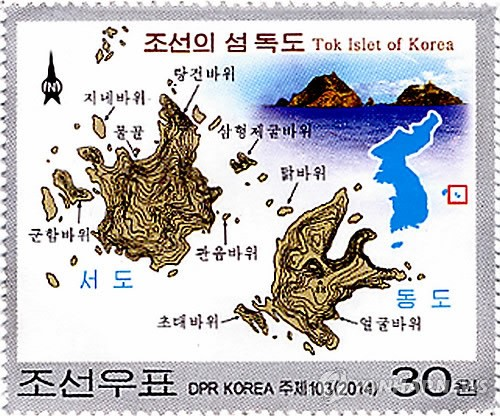 조선의 섬 독도 Tok Islet of Korea
탕건바위
N
지네바위
물골
삼형제굴바위
닭바위
군함바위
관음바위
서 도
동 도
초대바위
얼굴바위
조선우표 DPR KOREA 주체103(2014) 30원